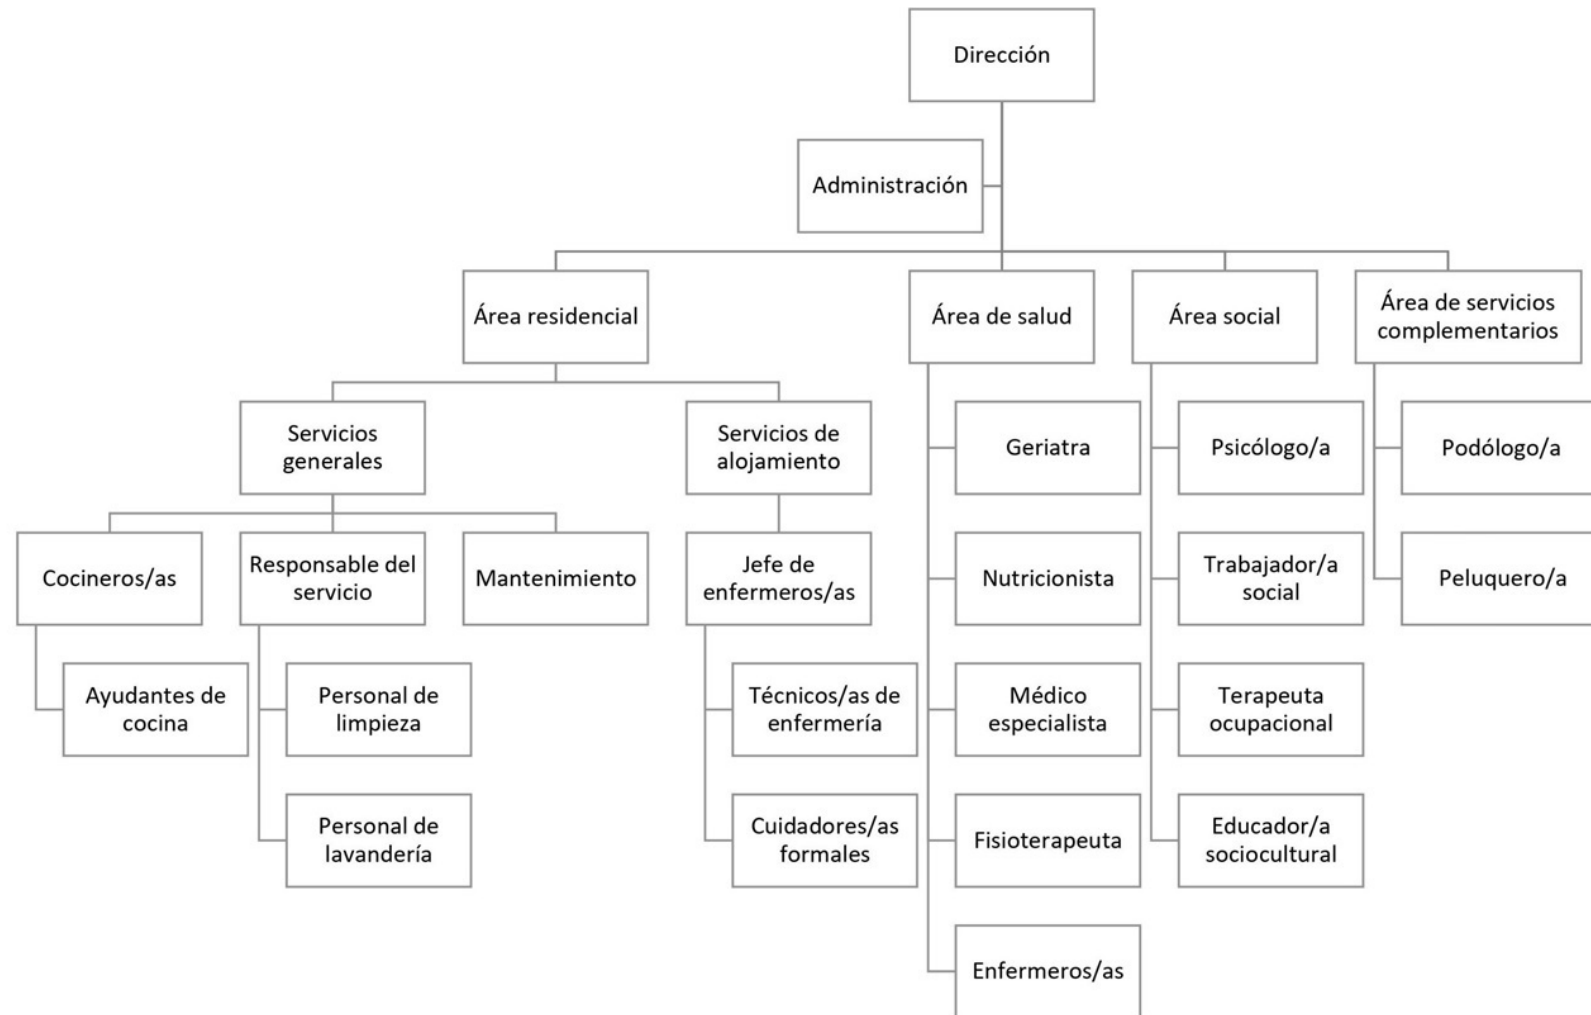 Dirección
Administración
Área residencial
Área de salud
Área social
Área de servicios
complementarios
Servicios
generales
Servicios de
alojamiento
Geriatra
Psicólogo/a
Podólogo/a
Cocineros/as
Responsable del
servicio
Mantenimiento
Jefe de
enfermeros/as
Nutricionista
Trabajador/a
social
Peluquero/a
Ayudantes de
cocina
Personal de
limpieza
Técnicos/as de
enfermería
Médico
especialista
Terapeuta
ocupacional
Personal de
lavandería
Cuidadores/as
formales
Fisioterapeuta
Educador/a
sociocultural
Enfermeros/as